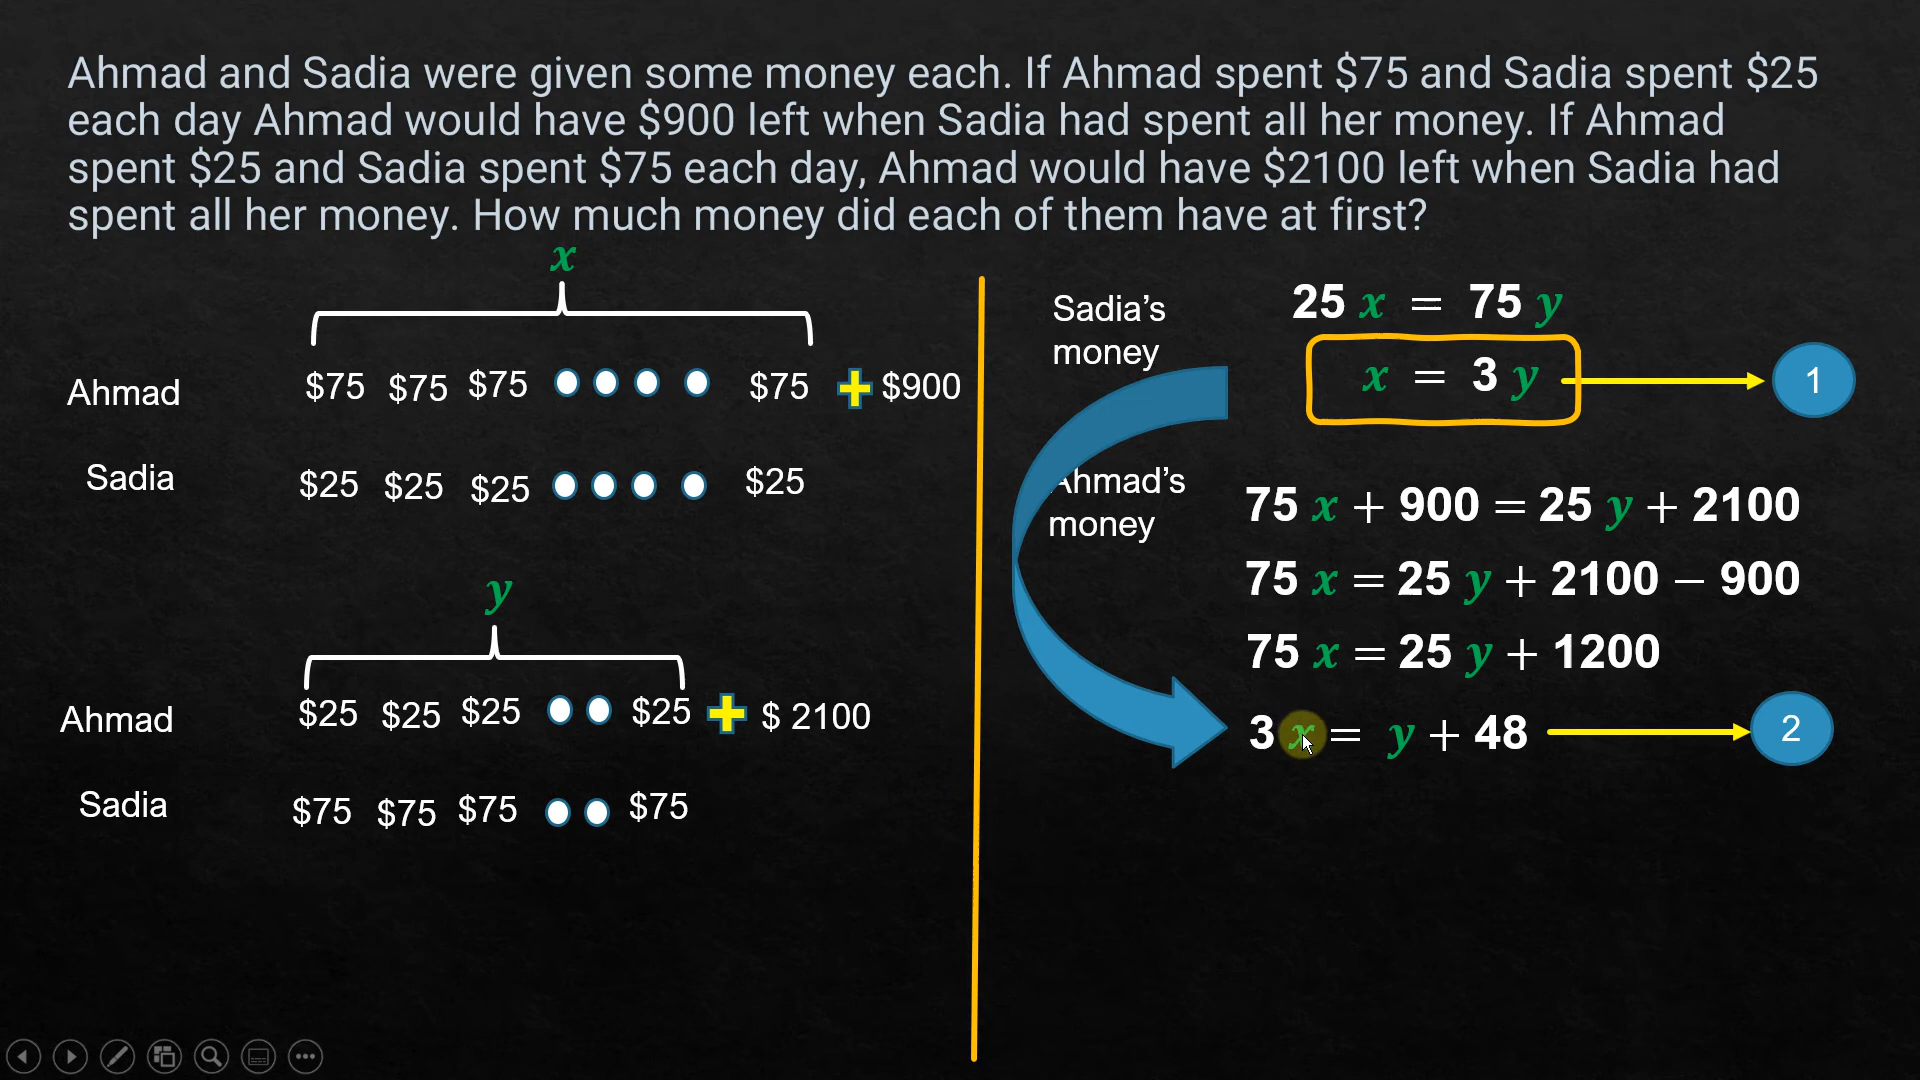 Ahmad and Sadia were given some money each. If Ahmad spent $75 and Sadia spent $25
each day Ahmad would have $900 left when Sadia had spent all her money. If Ahmad
spent $25 and Sadia spent $75 each day, Ahmad would have $2100 left when Sadia had
spent all her money. How much money did each of them have at first?
x
Ahmad $75 $75 $75 $75 + $900
Sadia $25 $25 $25 $25
y
Ahmad $25 $25 $25 $25 + $ 2100
Sadia $75 $75 $75 $75
Sadia's
money
25 x = 75 y
x = 3 y
1
Ahmad's
money
75 x + 900 = 25 y + 2100
75 x = 25 y + 2100 − 900
75 x = 25 y + 1200
3 x = y + 48
2